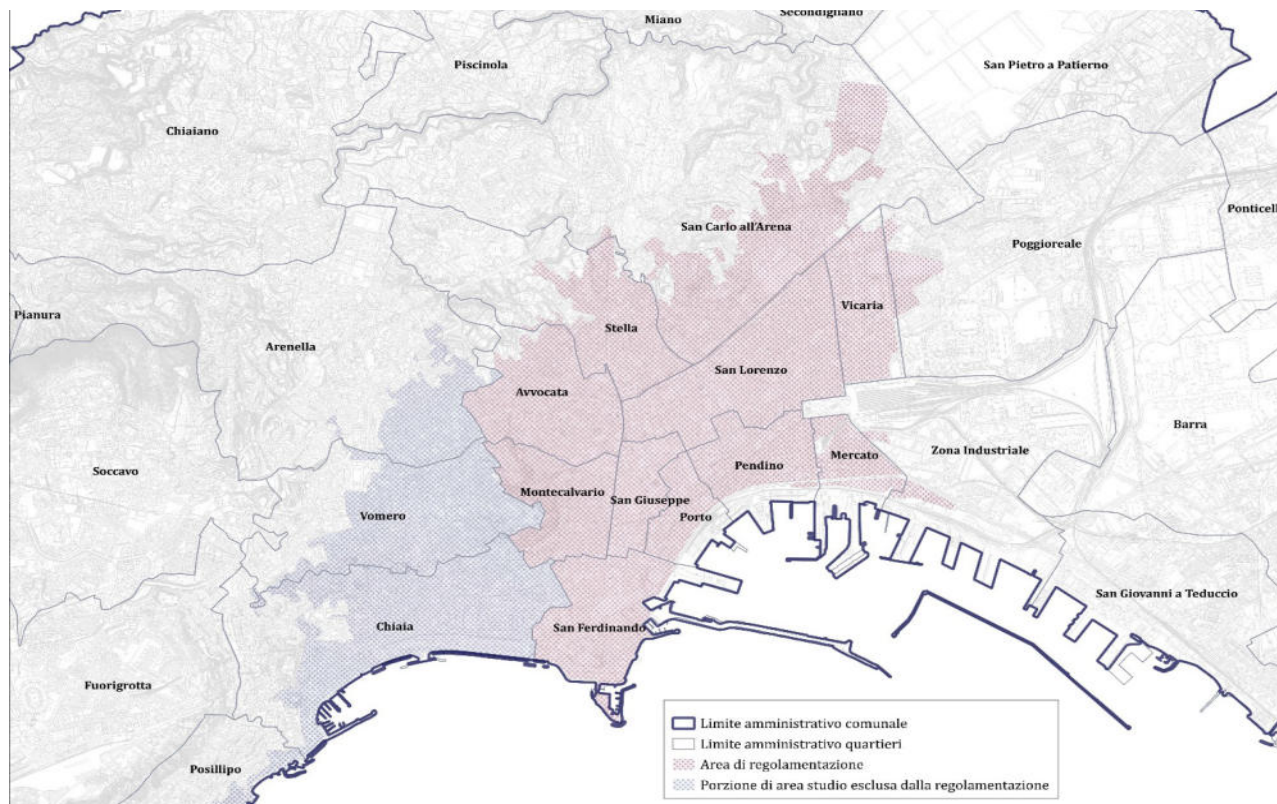 Secondigliano
Miano
Piscinola
San Pietro a Patierno
Chiaiano
Ponticell
San Carlo all'Arena
Poggioreale
Vicaria
Pianura
Stella
Arenella
San Lorenzo
Avvocata
Barra
Zona Industriale
Mercato
Pendino
Soccavo
Montecalvario
San Giuseppe
Vomero
Porto
San Giovanni a Teduccio
Chiaia
San Ferdinando
Fuorigrotta
Posillipo
Limite amministrativo comunale
Limite amministrativo quartieri
Area di regolamentazione
Porzione di area studio esclusa dalla regolamentazione